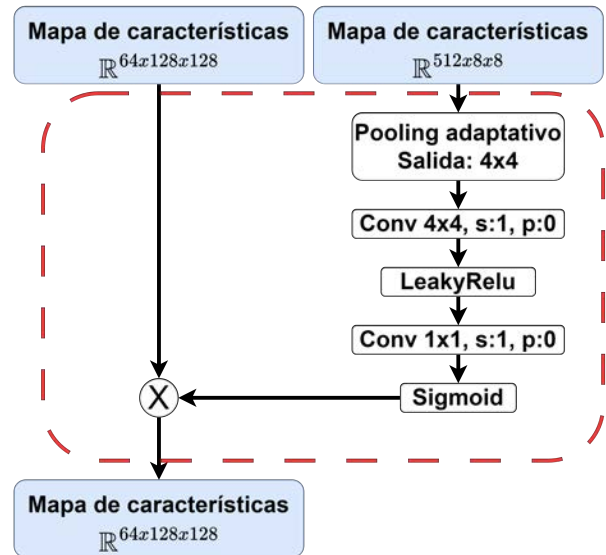 Mapa de características
ℝ^64x128x128
Mapa de características
ℝ^512x8x8
Pooling adaptativo
Salida: 4x4
Conv 4x4, s:1, p:0
LeakyRelu
Conv 1x1, s:1, p:0
Sigmoid
X
Mapa de características
ℝ^64x128x128